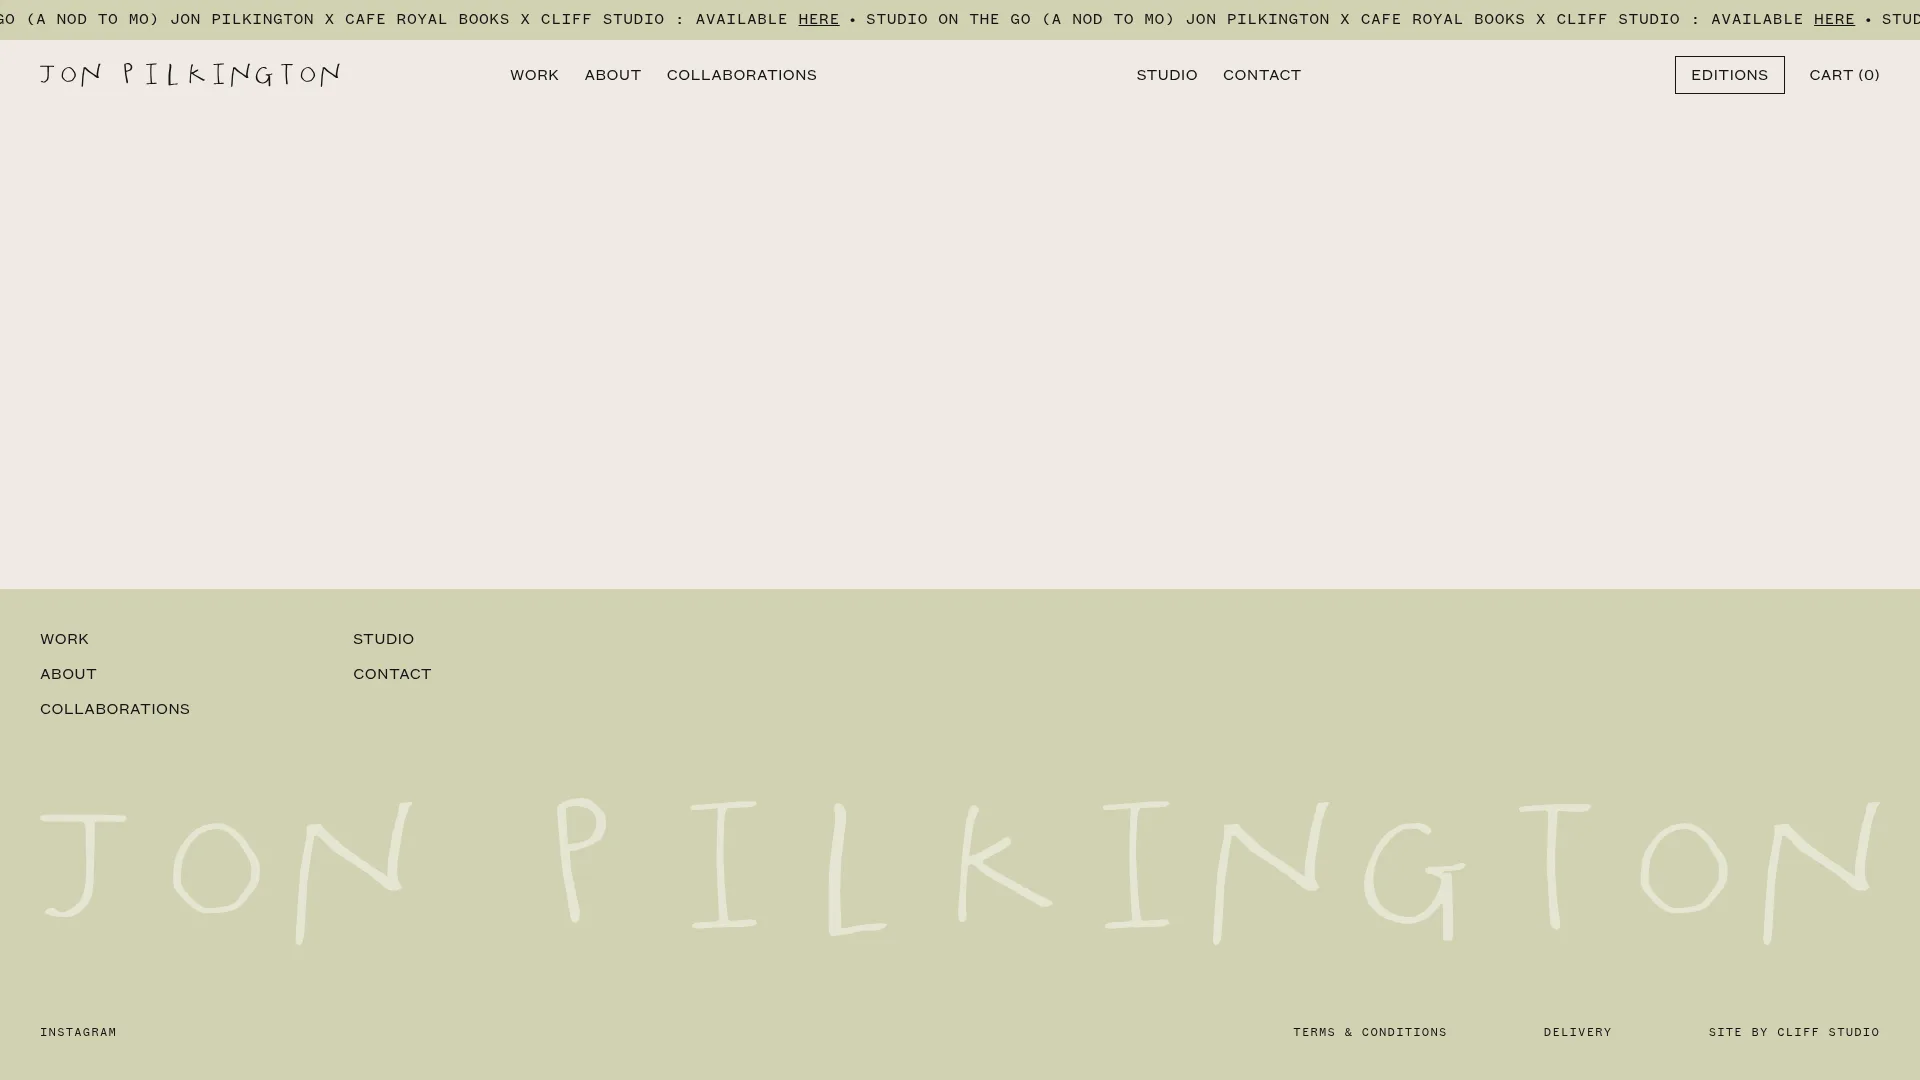 GO (A NOD TO MO) JON PILKINGTON X CAFE ROYAL BOOKS X CLIFF STUDIO : AVAILABLE HERE • STUDIO ON THE GO (A NOD TO MO) JON PILKINGTON X CAFE ROYAL BOOKS X CLIFF STUDIO : AVAILABLE HERE • STUD
JON PILKINGTON WORK ABOUT COLLABORATIONS STUDIO CONTACT EDITIONS CART (0)
WORK STUDIO
ABOUT CONTACT
COLLABORATIONS
JON PILKINGTON
INSTAGRAM TERMS & CONDITIONS DELIVERY SITE BY CLIFF STUDIO